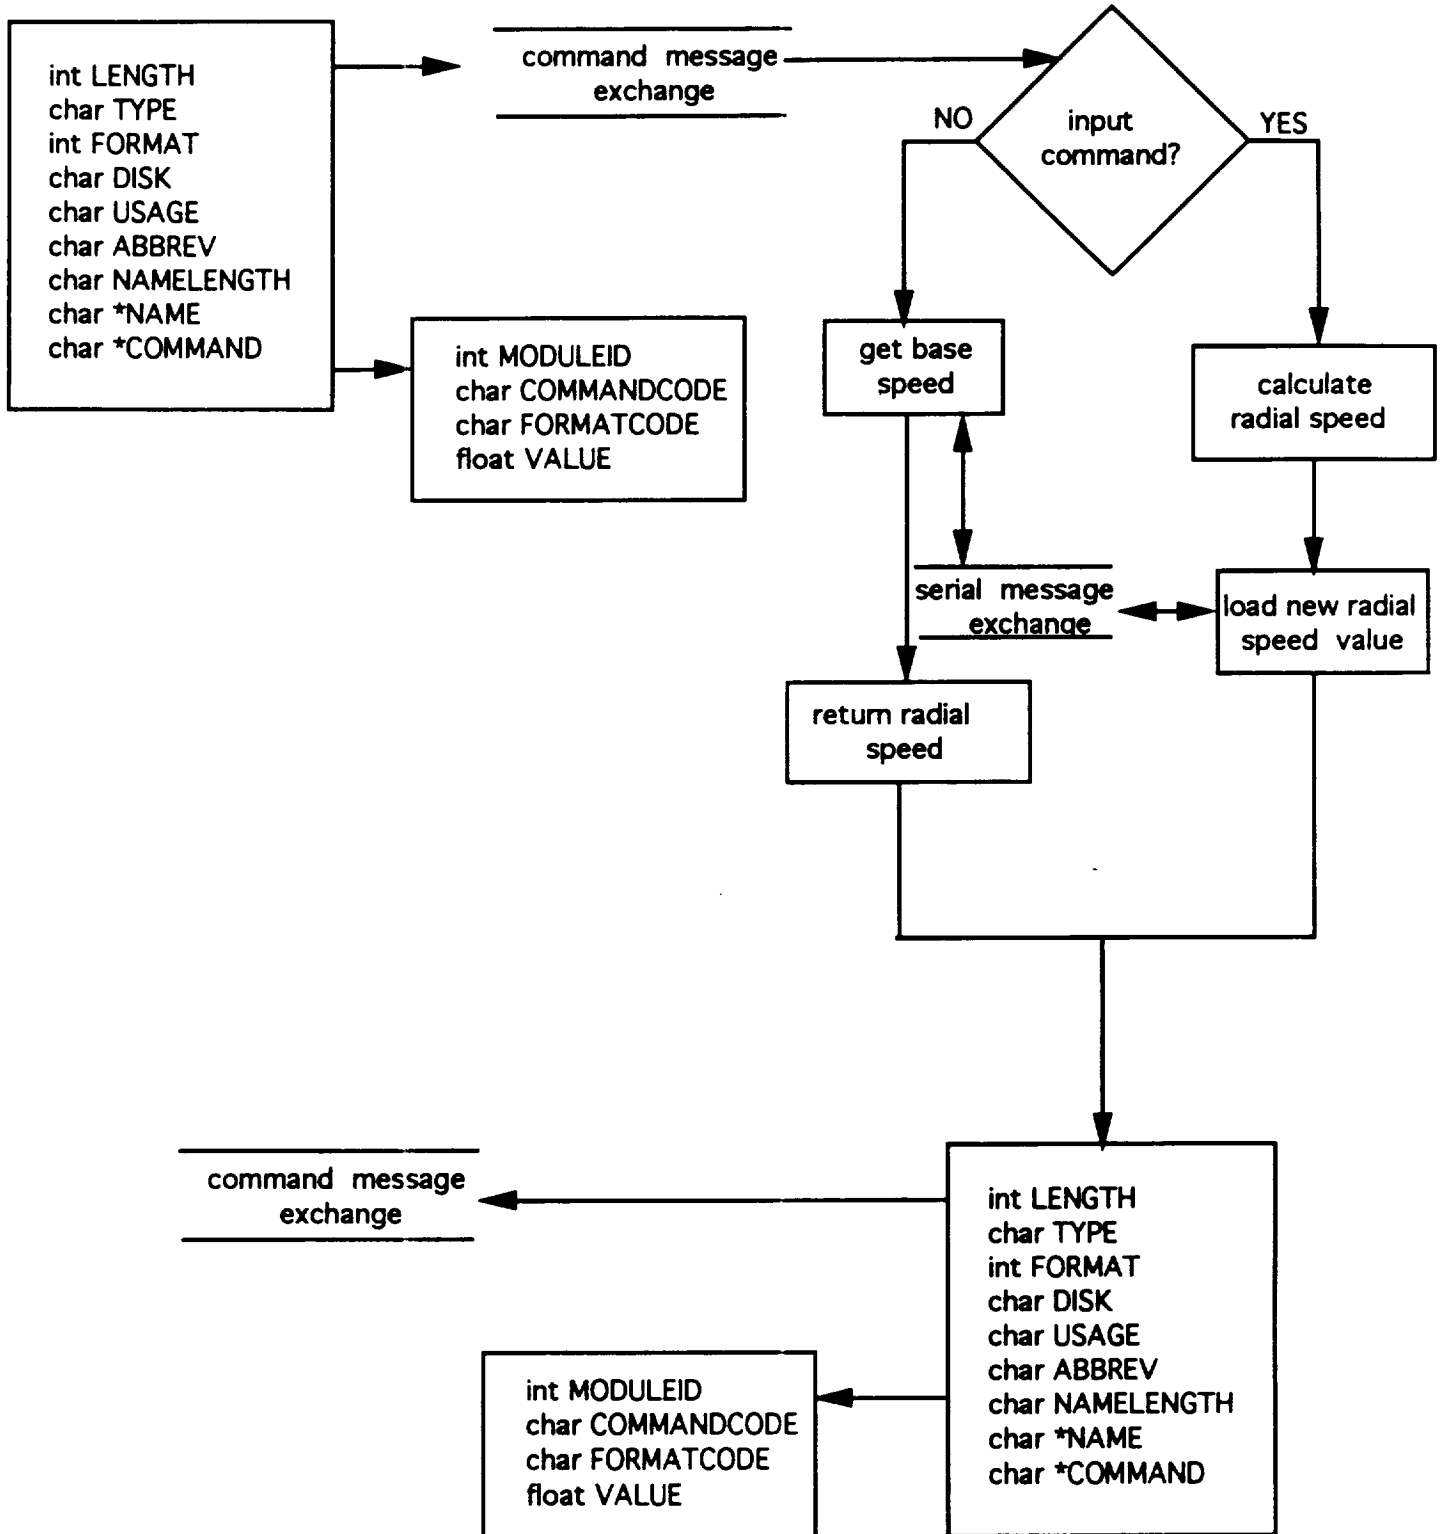 int LENGTH
char TYPE
int FORMAT
char DISK
char USAGE
char ABBREV
char NAMELENGTH
char *NAME
char *COMMAND
command message
exchange
input
command?
NO
YES
int MODULEID
char COMMANDCODE
char FORMATCODE
float VALUE
get base
speed
calculate
radial speed
serial message
exchange
load new radial
speed value
return radial
speed
command message
exchange
int LENGTH
char TYPE
int FORMAT
char DISK
char USAGE
char ABBREV
char NAMELENGTH
char *NAME
char *COMMAND
int MODULEID
char COMMANDCODE
char FORMATCODE
float VALUE